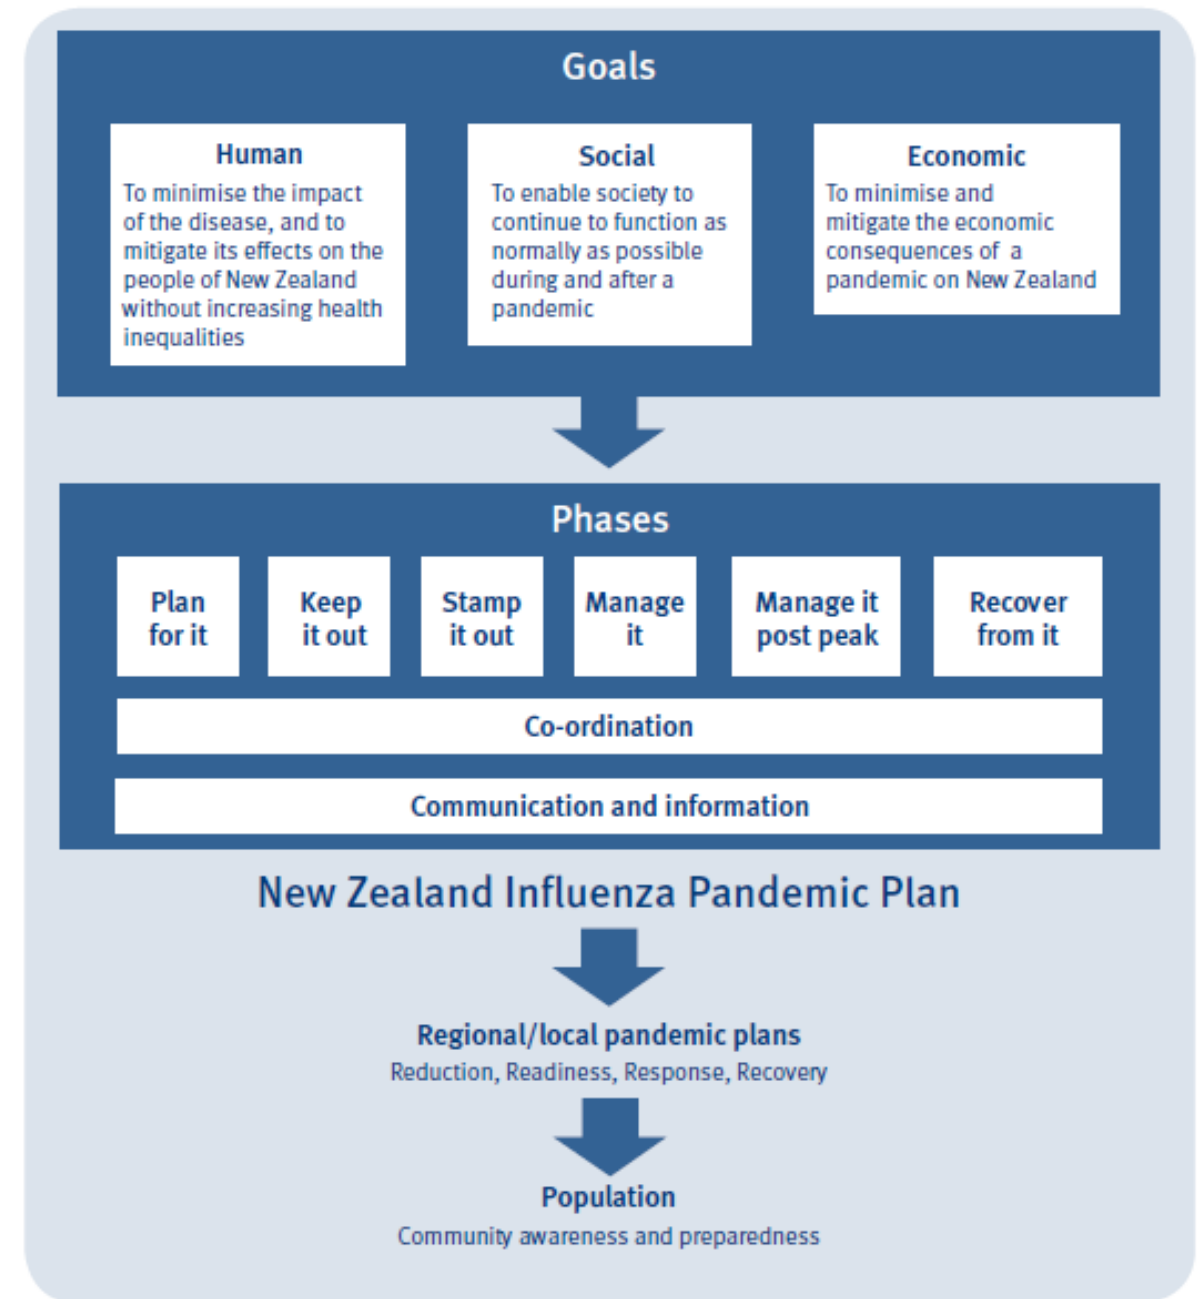 Goals
Human
To minimise the impact
of the disease, and to
mitigate its effects on the
people of New Zealand
without increasing health
inequalities
Social
To enable society to
continue to function as
normally as possible
during and after a
pandemic
Economic
To minimise and
mitigate the economic
consequences of a
pandemic on New Zealand
Phases
Plan
for it
Keep
it out
Stamp
it out
Manage
it
Manage it
post peak
Recover
from it
Co-ordination
Communication and information
New Zealand Influenza Pandemic Plan
Regional/local pandemic plans
Reduction, Readiness, Response, Recovery
Population
Community awareness and preparedness